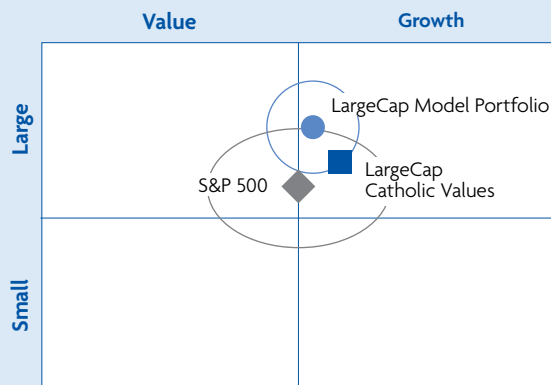 Value
Growth
Large
LargeCap Model Portfolio
LargeCap
Catholic Values
S&P 500
Small